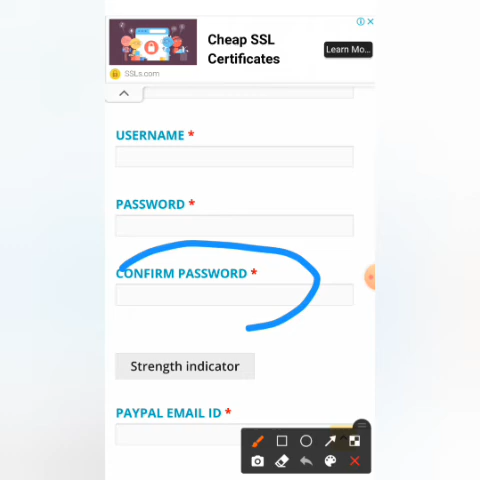 Cheap SSL
Certificates
Learn Mo...
SSLs.com
USERNAME *
PASSWORD *
CONFIRM PASSWORD *
Strength indicator
PAYPAL EMAIL ID *